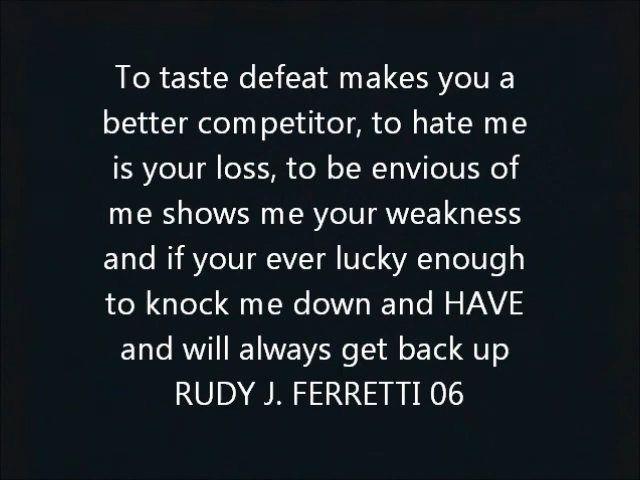 To taste defeat makes you a
better competitor, to hate me
is your loss, to be envious of
me shows me your weakness
and if your ever lucky enough
to knock me down and HAVE
and will always get back up
RUDY J. FERRETTI 06